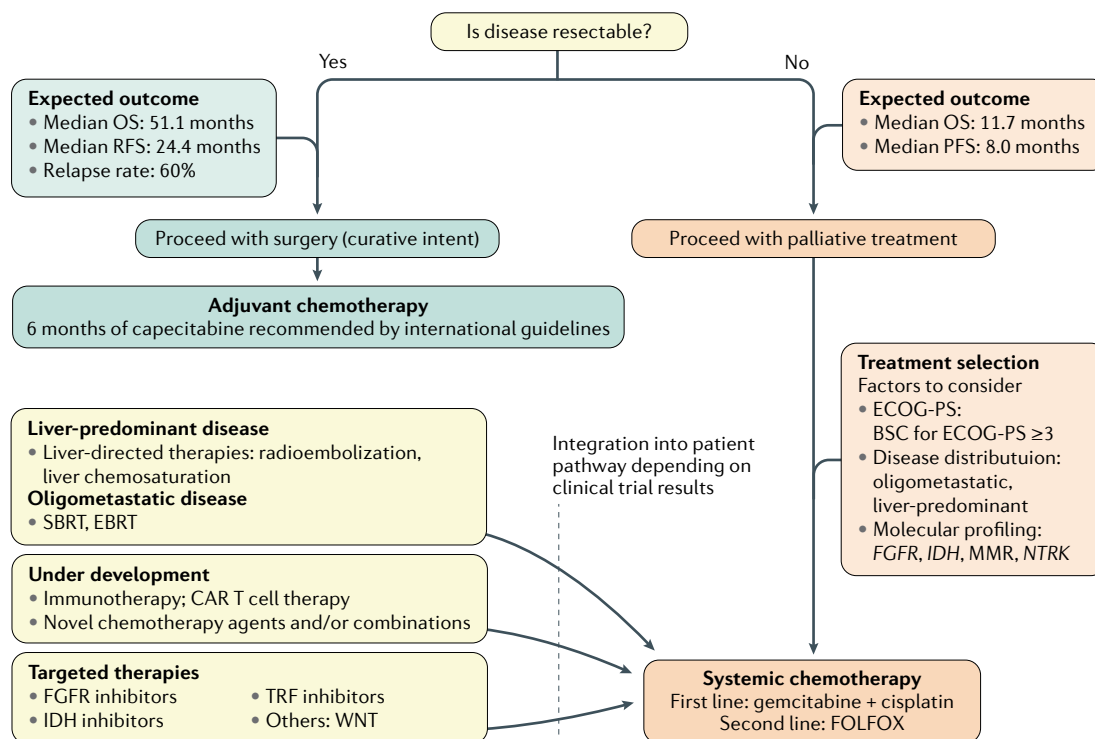 Is disease resectable?
Yes
No
Expected outcome
• Median OS: 51.1 months
• Median RFS: 24.4 months
• Relapse rate: 60%
Expected outcome
• Median OS: 11.7 months
• Median PFS: 8.0 months
Proceed with surgery (curative intent)
Proceed with palliative treatment
Adjuvant chemotherapy
6 months of capecitabine recommended by international guidelines
Treatment selection
Factors to consider
• ECOG-PS:
BSC for ECOG-PS ≥3
• Disease distributuion:
oligometastatic,
liver-predominant
• Molecular profiling:
FGFR, IDH, MMR, NTRK
Liver-predominant disease
• Liver-directed therapies: radioembolization,
liver chemosaturation
Oligometastatic disease
• SBRT, EBRT
Integration into patient
pathway depending on
clinical trial results
Under development
• Immunotherapy; CAR T cell therapy
• Novel chemotherapy agents and/or combinations
Targeted therapies
• FGFR inhibitors
• IDH inhibitors
• TRF inhibitors
• Others: WNT
Systemic chemotherapy
First line: gemcitabine + cisplatin
Second line: FOLFOX